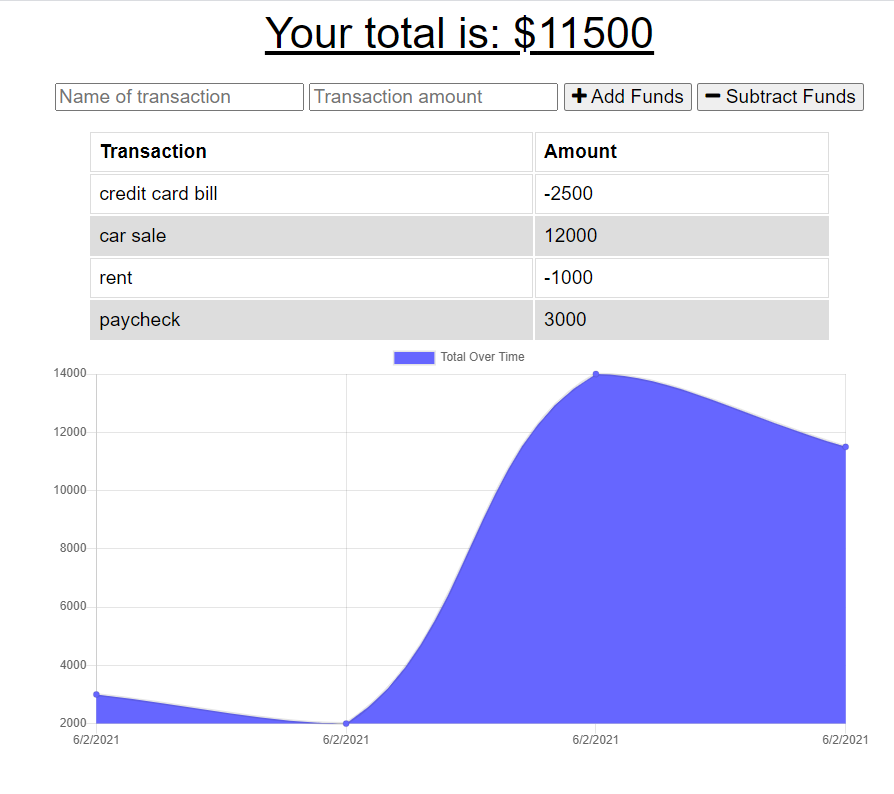 Your total is: $11500
Name of transaction Transaction amount Add Funds Subtract Funds
Transaction Amount
credit card bill -2500
car sale 12000
rent -1000
paycheck 3000
Total Over Time
14000
12000
10000
8000
6000
4000
2000
6/2/2021 6/2/2021 6/2/2021 6/2/2021